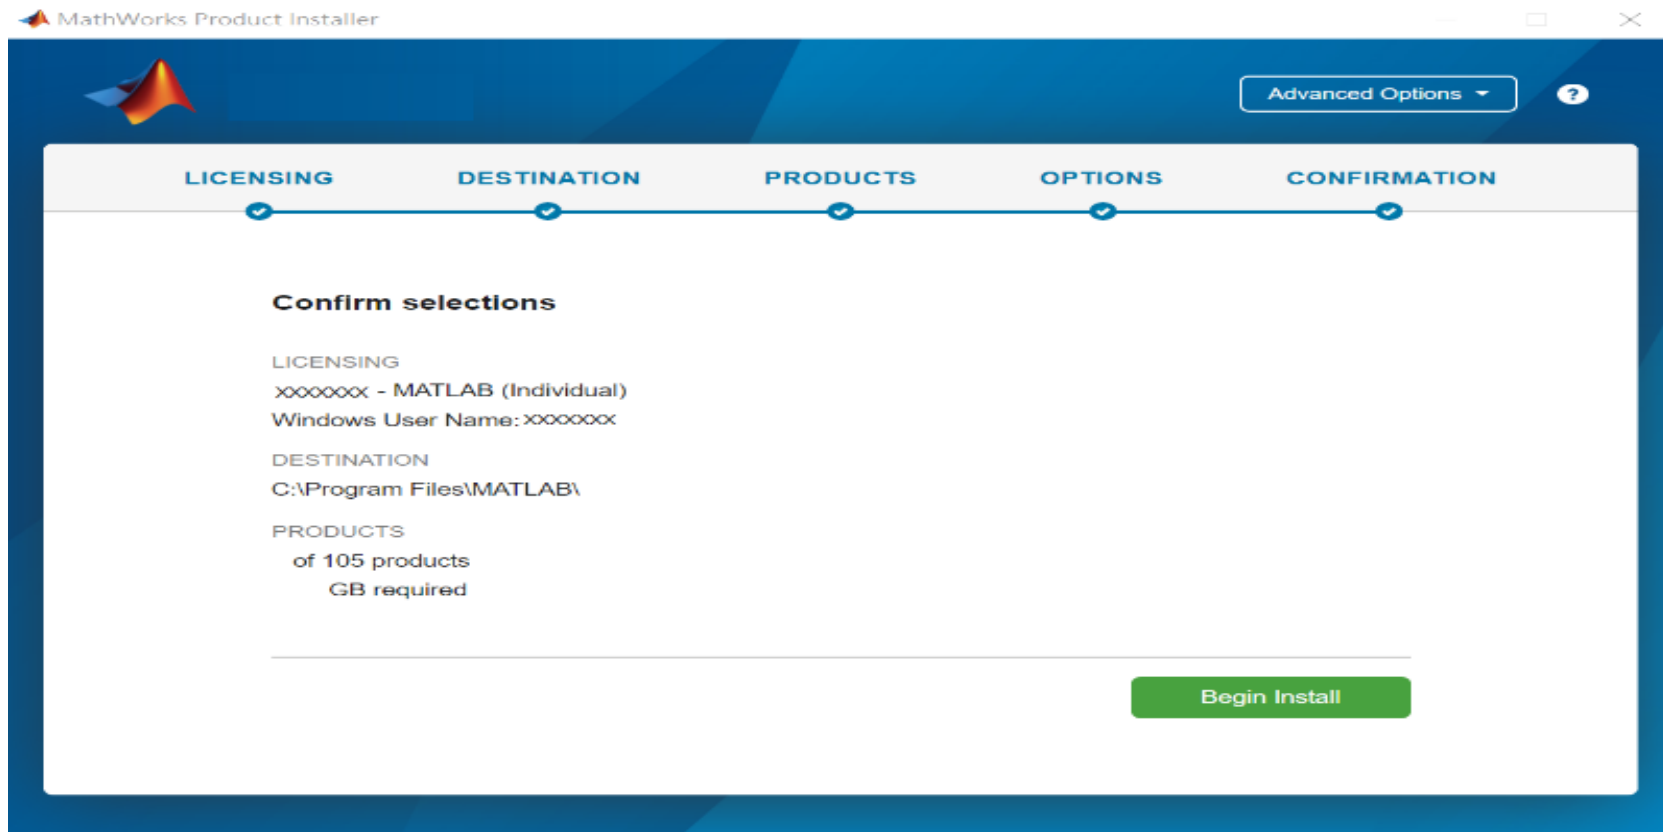 MathWorks Product Installer
Advanced Options
?
LICENSING DESTINATION PRODUCTS OPTIONS CONFIRMATION
Confirm selections
LICENSING
xxxxxxx - MATLAB (Individual)
Windows User Name: xxxxxxx
DESTINATION
C:\Program Files\MATLAB\
PRODUCTS
of 105 products
GB required
Begin Install